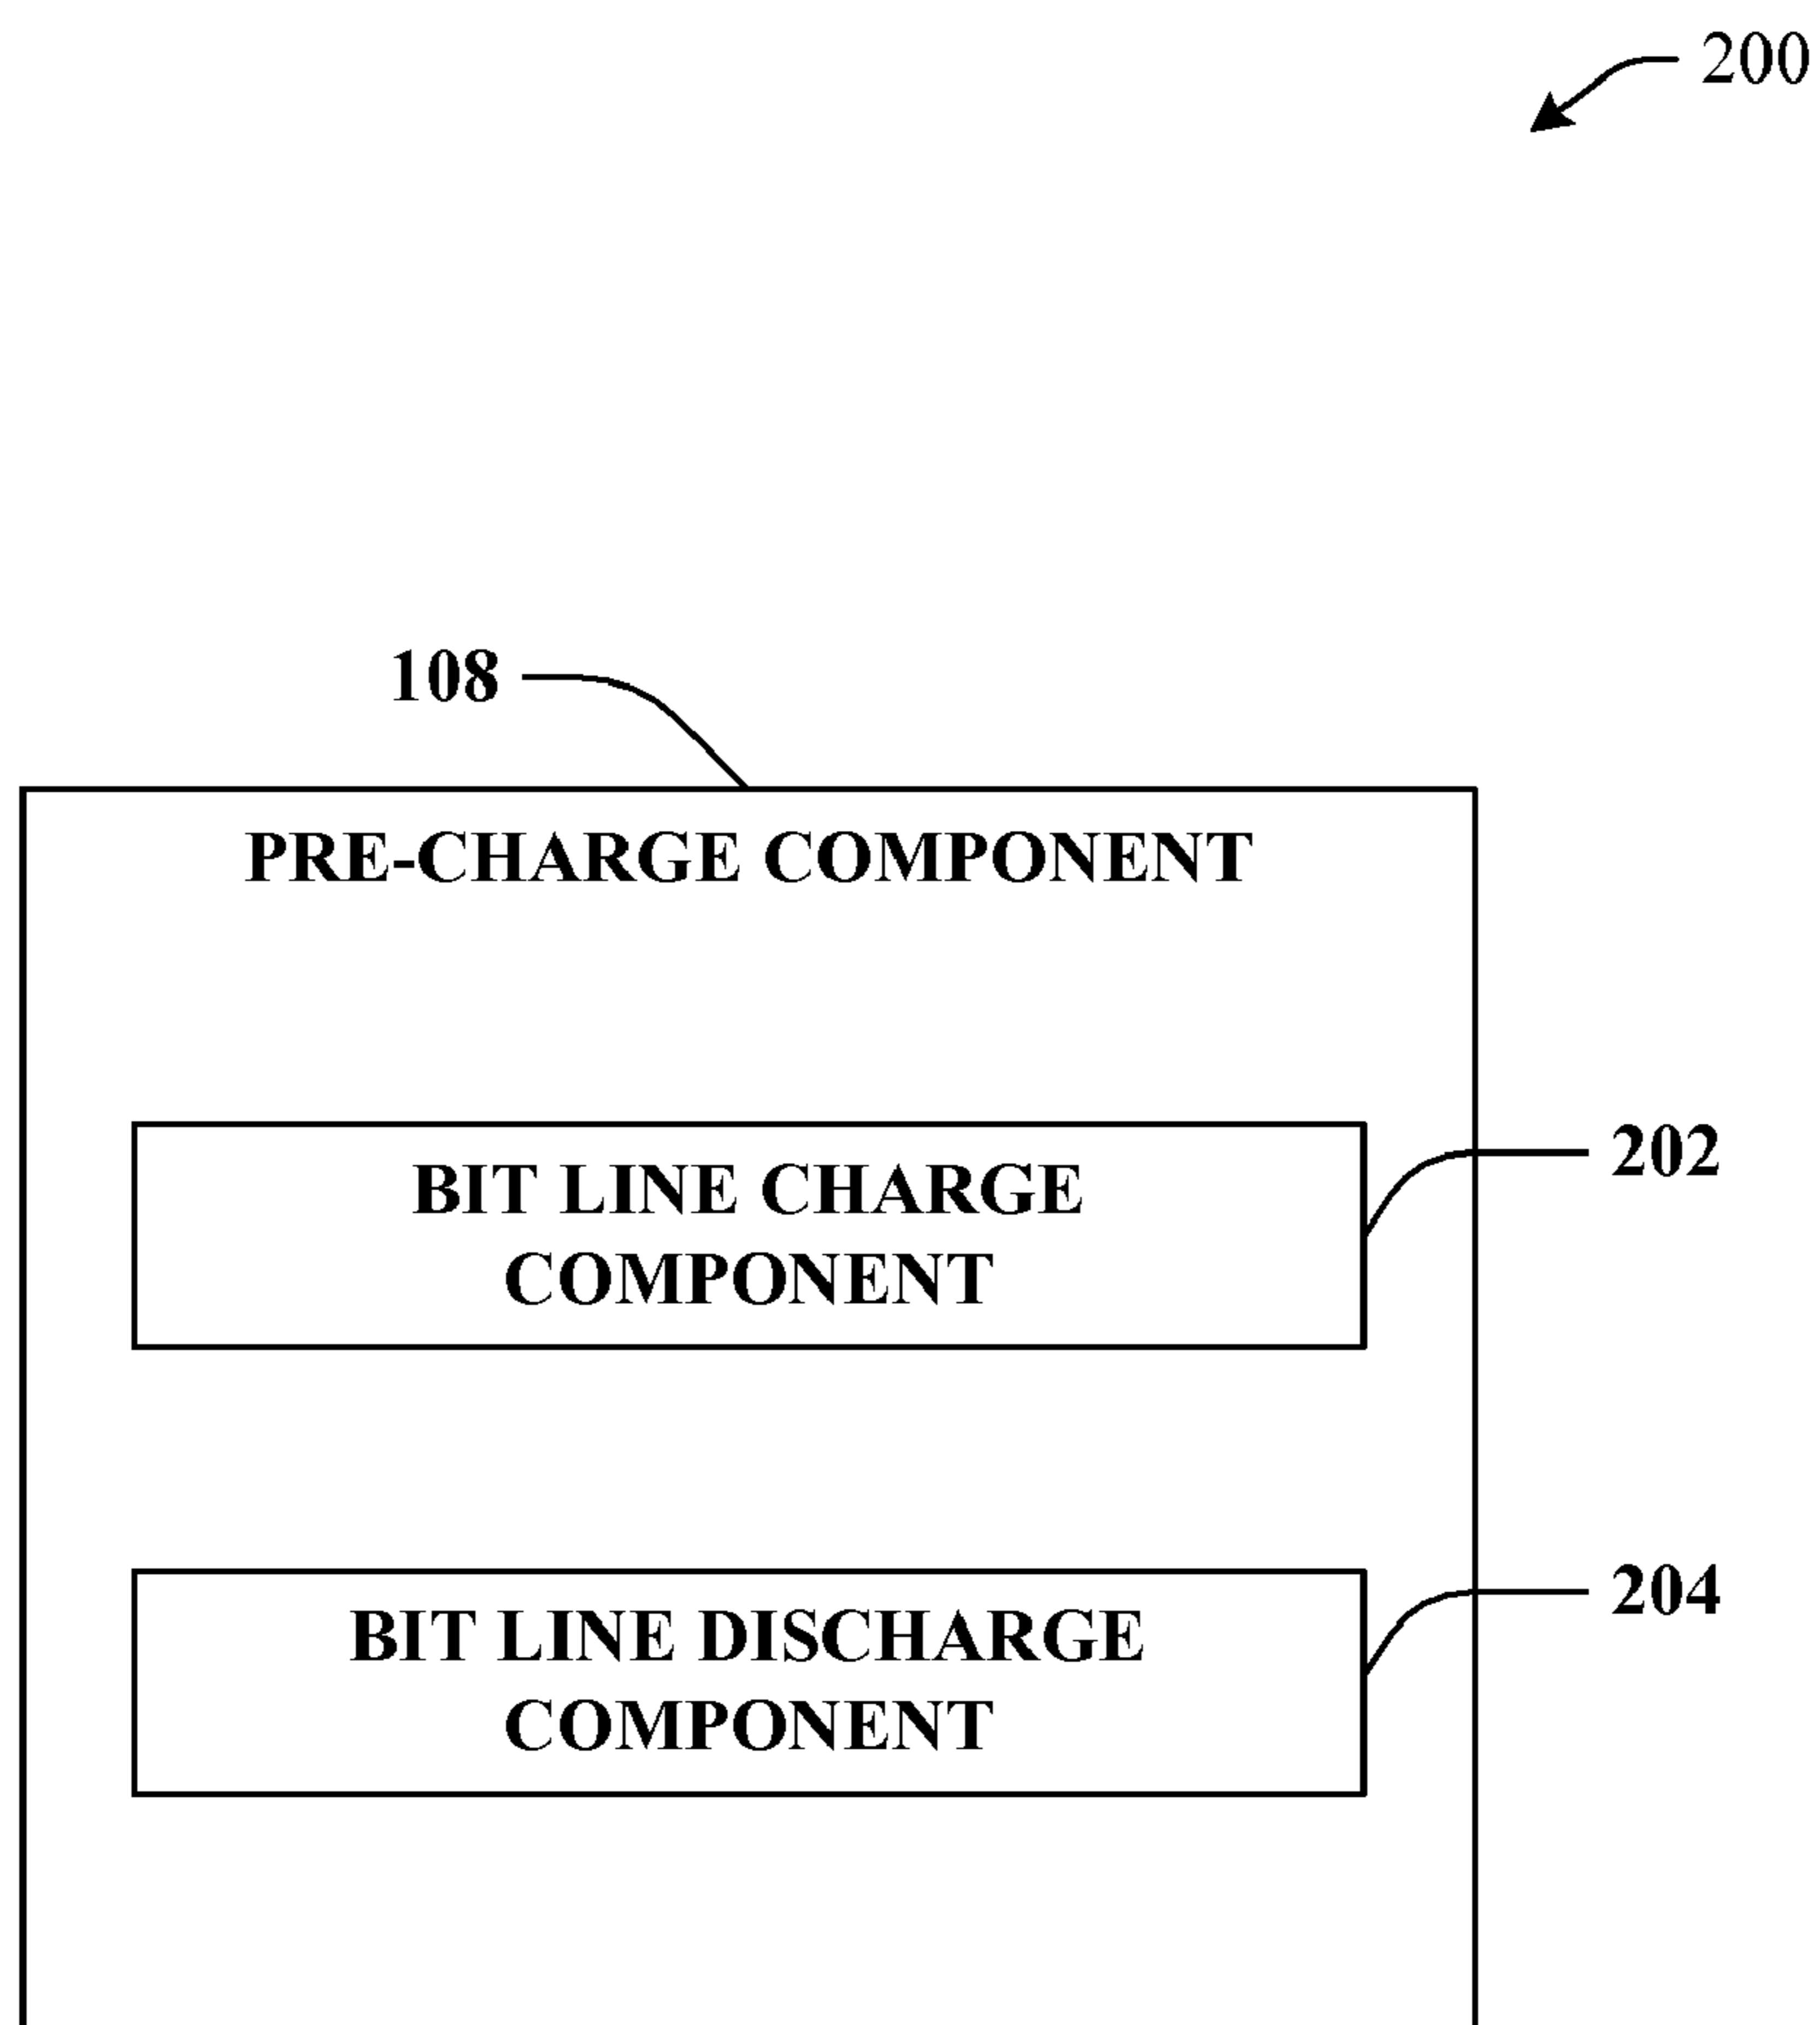 200
108
PRE-CHARGE COMPONENT
BIT LINE CHARGE
COMPONENT
202
BIT LINE DISCHARGE
COMPONENT
204